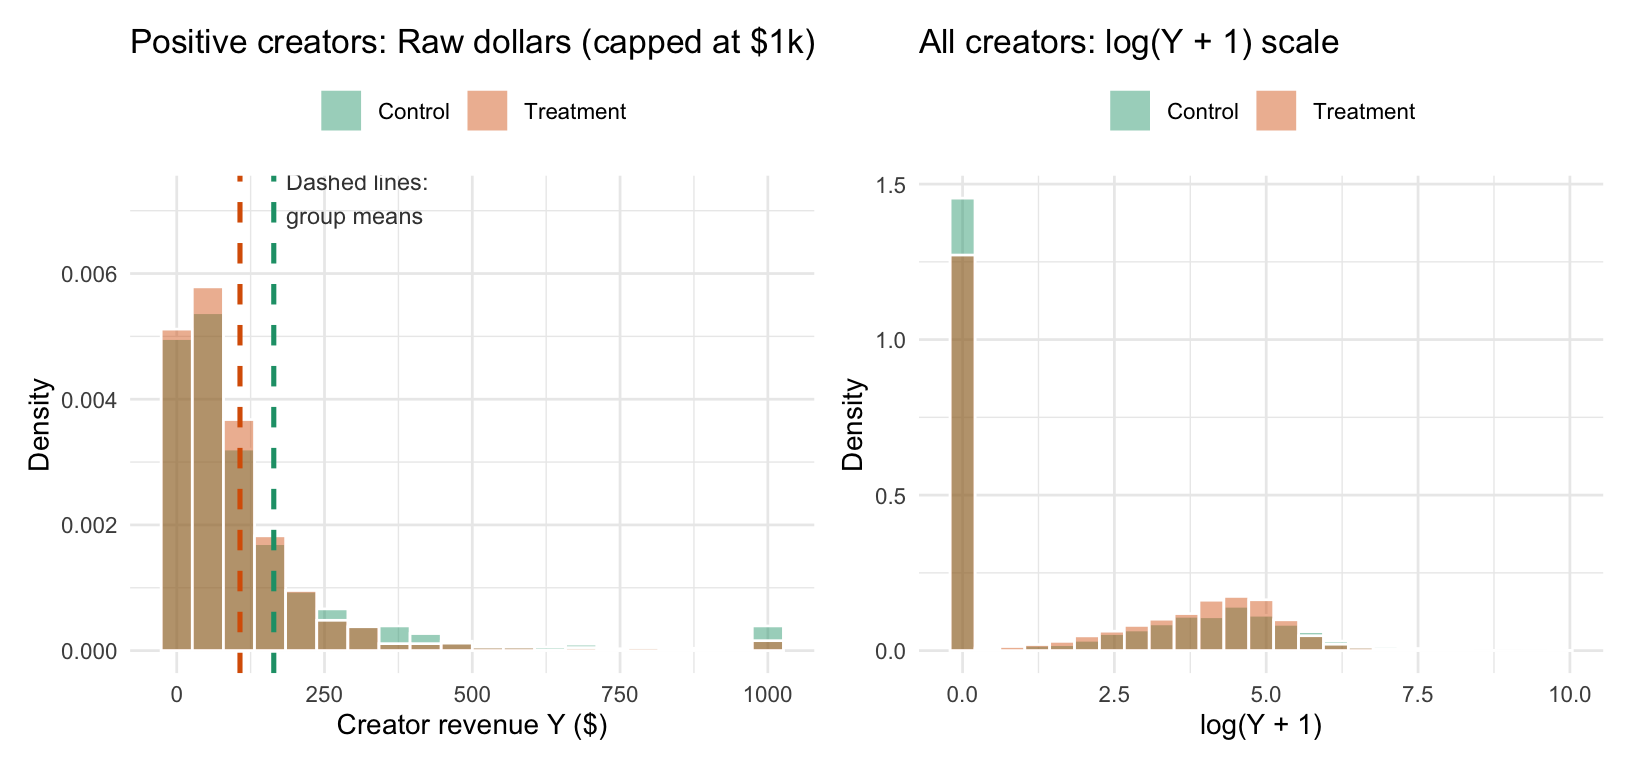 Positive creators: Raw dollars (capped at $1k)
Control
Treatment
Dashed lines:
group means
0.006
0.004
0.002
0.000
Density
0
250
500
750
1000
Creator revenue Y ($)
All creators: log(Y + 1) scale
Control
Treatment
1.5
1.0
0.5
0.0
Density
0.0
2.5
5.0
7.5
10.0
log(Y + 1)